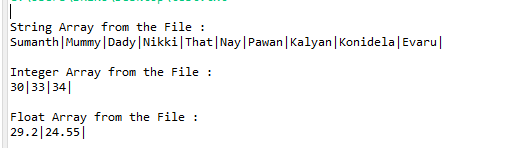 String Array from the File :
Sumanth|Mummy|Dady|Nikki|That|Nay|Pawan|Kalyan|Konidela|Evaru|
Integer Array from the File :
30|33|34|
Float Array from the File :
29.2|24.55|